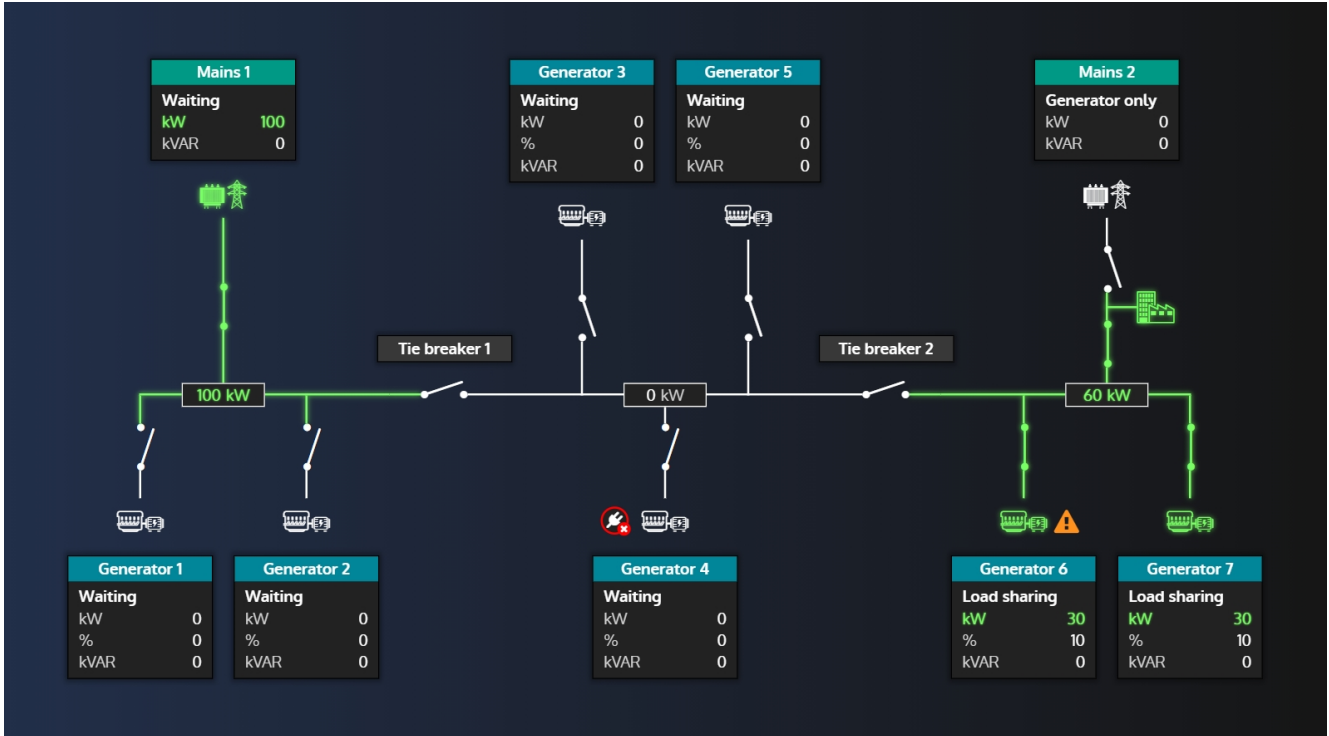 Mains 1
Waiting
kW 100
kVAR 0
Generator 3
Waiting
kW 0
% 0
kVAR 0
Generator 5
Waiting
kW 0
% 0
kVAR 0
Mains 2
Generator only
kW 0
kVAR 0
Tie breaker 1
Tie breaker 2
100 kW
0 kW
60 kW
Generator 1
Waiting
kW 0
% 0
kVAR 0
Generator 2
Waiting
kW 0
% 0
kVAR 0
Generator 4
Waiting
kW 0
% 0
kVAR 0
Generator 6
Load sharing
kW 30
% 10
kVAR 0
Generator 7
Load sharing
kW 30
% 10
kVAR 0